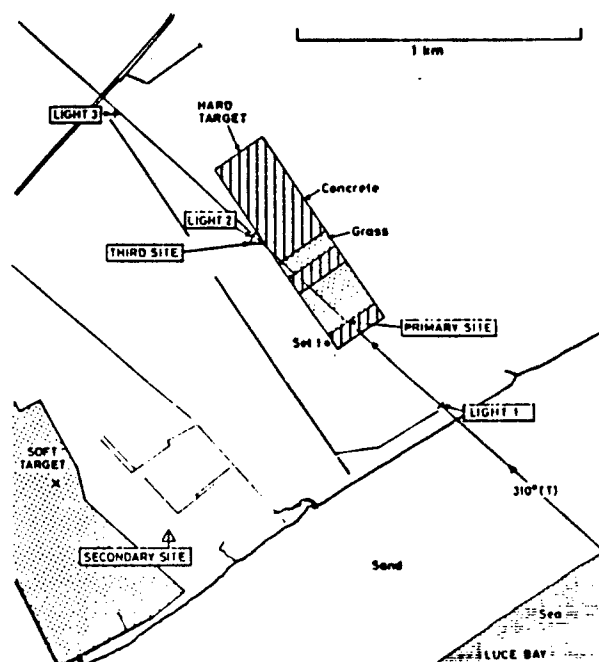 1 km
HARD
TARGET
LIGHT 3
Concrete
Grass
LIGHT 2
THIRD SITE
PRIMARY SITE
Set 1
LIGHT 1
SOFT
TARGET
310°(T)
SECONDARY SITE
Sand
Sea
LUCE BAY